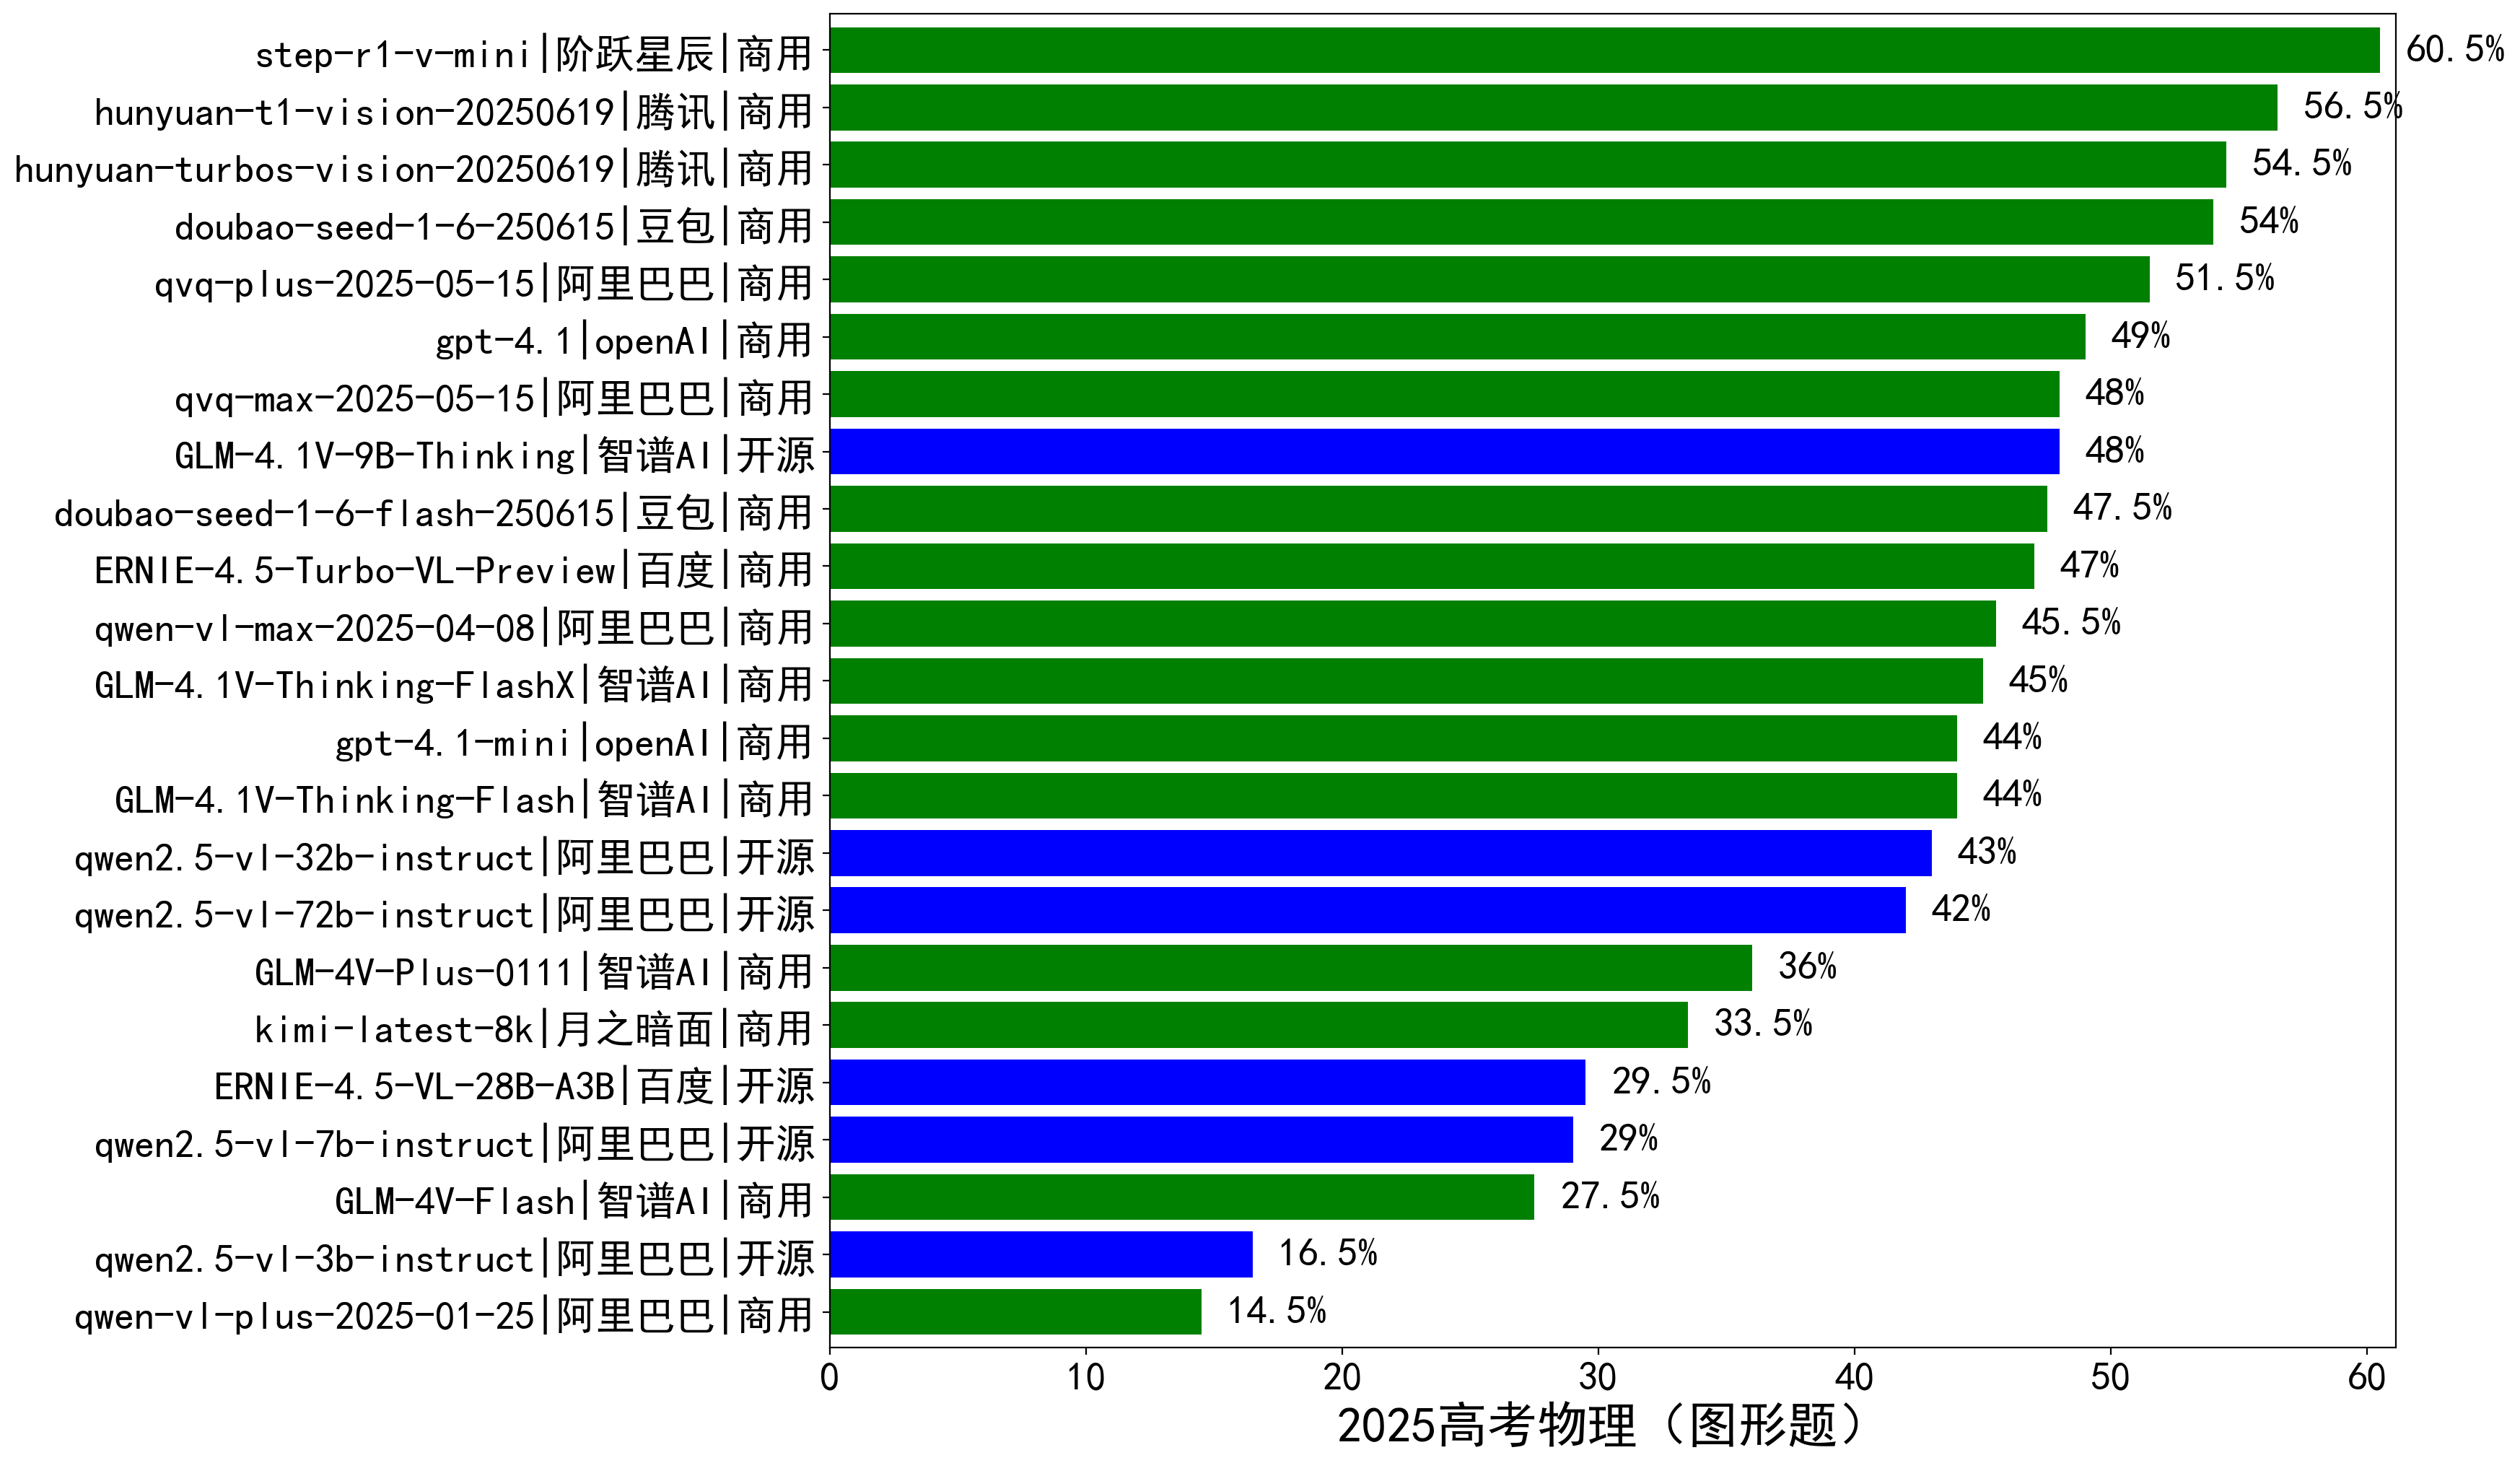 step-r1-v-mini|阶跃星辰|商用 60.5%
hunyuan-t1-vision-20250619|腾讯|商用 56.5%
hunyuan-turbos-vision-20250619|腾讯|商用 54.5%
doubao-seed-1-6-250615|豆包|商用 54%
qvq-plus-2025-05-15|阿里巴巴|商用 51.5%
gpt-4.1|openAI|商用 49%
qvq-max-2025-05-15|阿里巴巴|商用 48%
GLM-4.1V-9B-Thinking|智谱AI|开源 48%
doubao-seed-1-6-flash-250615|豆包|商用 47.5%
ERNIE-4.5-Turbo-VL-Preview|百度|商用 47%
qwen-vl-max-2025-04-08|阿里巴巴|商用 45.5%
GLM-4.1V-Thinking-FlashX|智谱AI|商用 45%
gpt-4.1-mini|openAI|商用 44%
GLM-4.1V-Thinking-Flash|智谱AI|商用 44%
qwen2.5-vl-32b-instruct|阿里巴巴|开源 43%
qwen2.5-vl-72b-instruct|阿里巴巴|开源 42%
GLM-4V-Plus-0111|智谱AI|商用 36%
kimi-latest-8k|月之暗面|商用 33.5%
ERNIE-4.5-VL-28B-A3B|百度|开源 29.5%
qwen2.5-vl-7b-instruct|阿里巴巴|开源 29%
GLM-4V-Flash|智谱AI|商用 27.5%
qwen2.5-vl-3b-instruct|阿里巴巴|开源 16.5%
qwen-vl-plus-2025-01-25|阿里巴巴|商用 14.5%
0 10 20 30 40 50 60
2025高考物理（图形题）